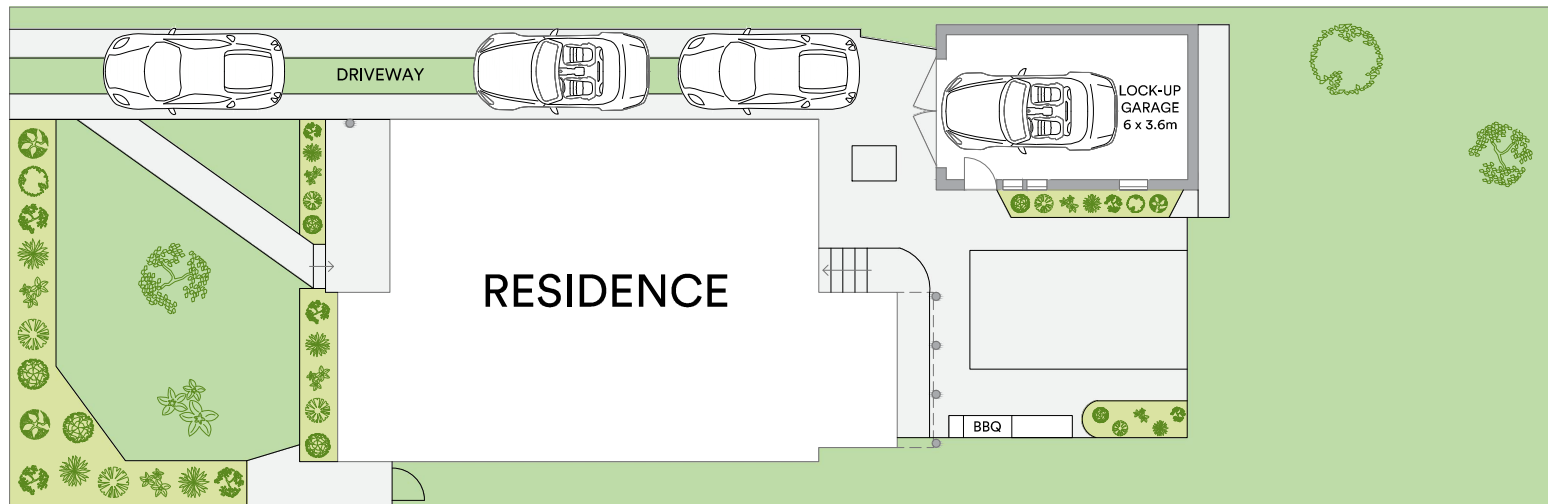 DRIVEWAY
LOCK-UP
GARAGE
6 x 3.6m
RESIDENCE
BBQ